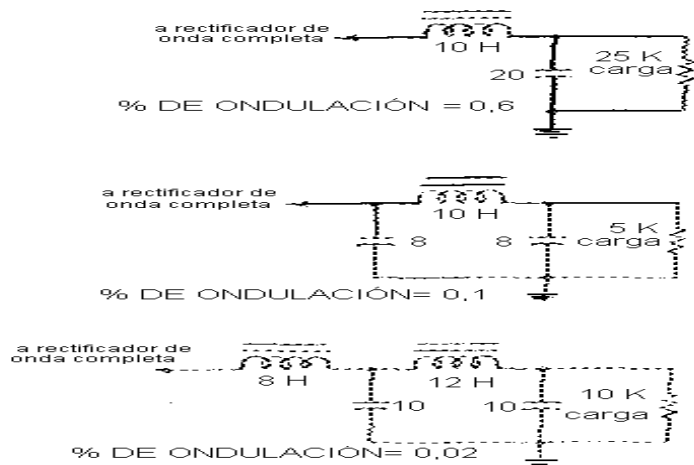 a rectificador de
onda completa
10 H
20
25 K
carga
% DE ONDULACIÓN = 0,6
a rectificador de
onda completa
10 H
8
8
5 K
carga
% DE ONDULACIÓN= 0,1
a rectificador de
onda completa
8 H
12 H
10
10
10 K
carga
% DE ONDULACIÓN= 0,02